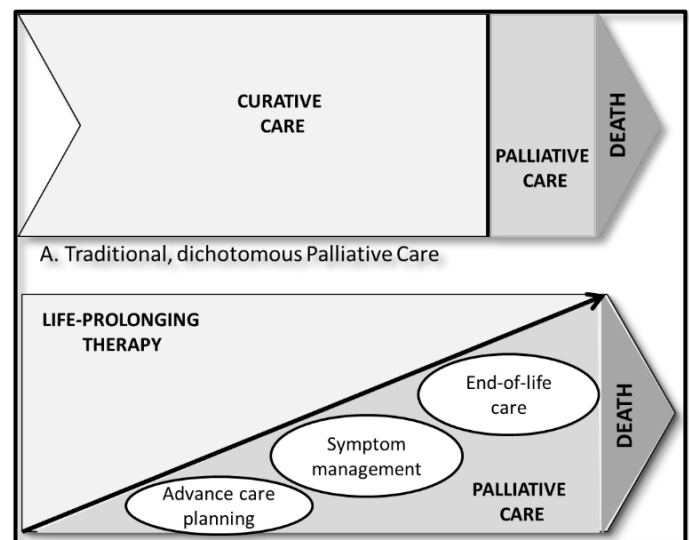 CURATIVE
CARE
PALLIATIVE
CARE
DEATH
A. Traditional, dichotomous Palliative Care
LIFE-PROLONGING
THERAPY
End-of-life
care
Symptom
management
Advance care
planning
PALLIATIVE
CARE
DEATH